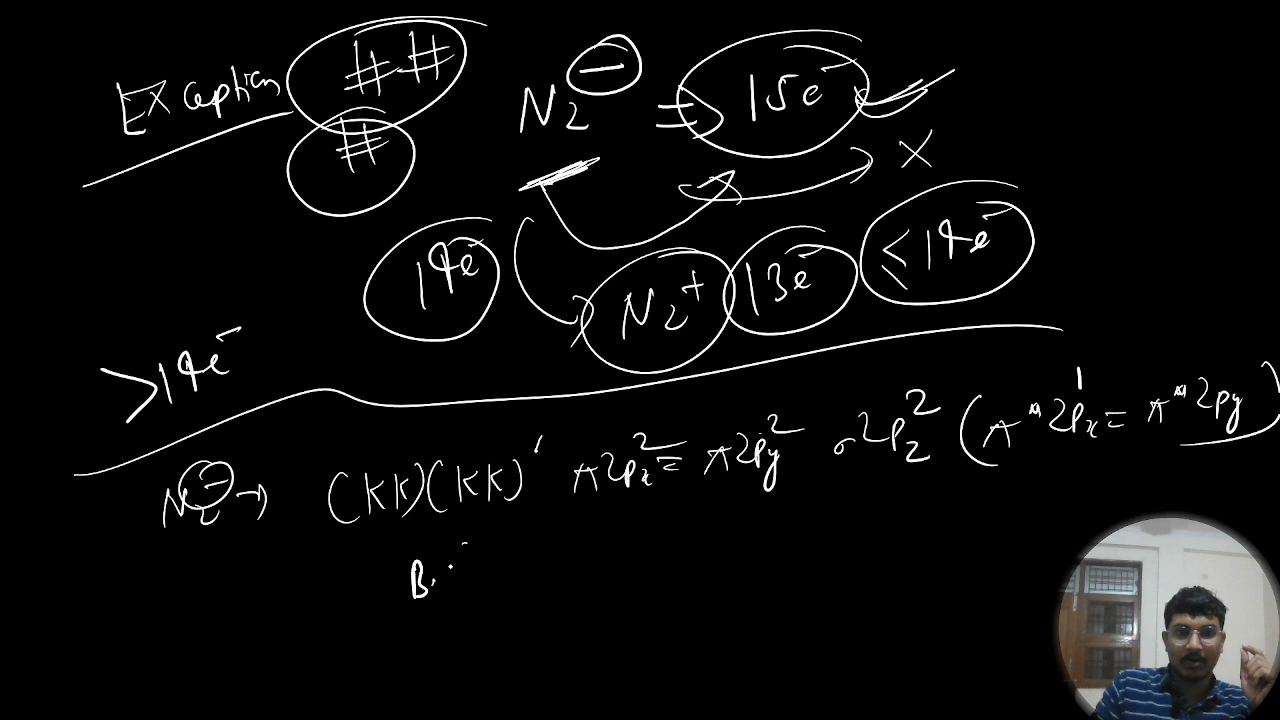 Exception ## N₂⁻ = 15e⁻
#
14e⁻ N₂⁺ 13e⁻ ≤14e⁻
>14e⁻
N₂⁻→ (KK)(KK)' π2pₓ² = π2py² σ2pz² (π*2pₓ¹ = π*2py)
B.